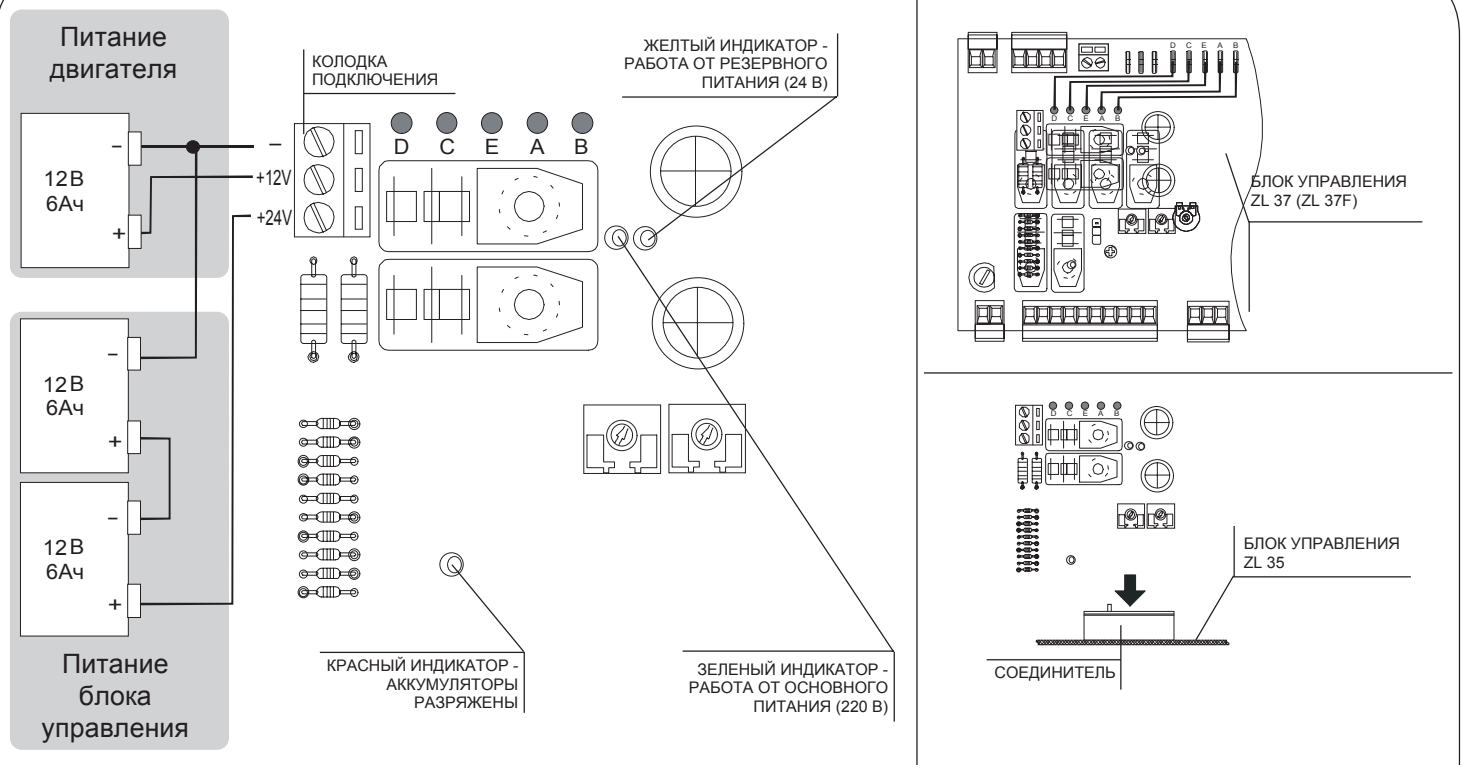 Питание
двигателя
12В
6Ач
-
+
КОЛОДКА
ПОДКЛЮЧЕНИЯ
–
+12V
+24V
D C E A B
ЖЕЛТЫЙ ИНДИКАТОР -
РАБОТА ОТ РЕЗЕРВНОГО
ПИТАНИЯ (24 В)
-
12В
6Ач
+
-
12В
6Ач
+
Питание
блока
управления
КРАСНЫЙ ИНДИКАТОР -
АККУМУЛЯТОРЫ
РАЗРЯЖЕНЫ
ЗЕЛЕНЫЙ ИНДИКАТОР -
РАБОТА ОТ ОСНОВНОГО
ПИТАНИЯ (220 В)
D C E A B
D C E A B
БЛОК УПРАВЛЕНИЯ
ZL 37 (ZL 37F)
D C E A B
БЛОК УПРАВЛЕНИЯ
ZL 35
СОЕДИНИТЕЛЬ